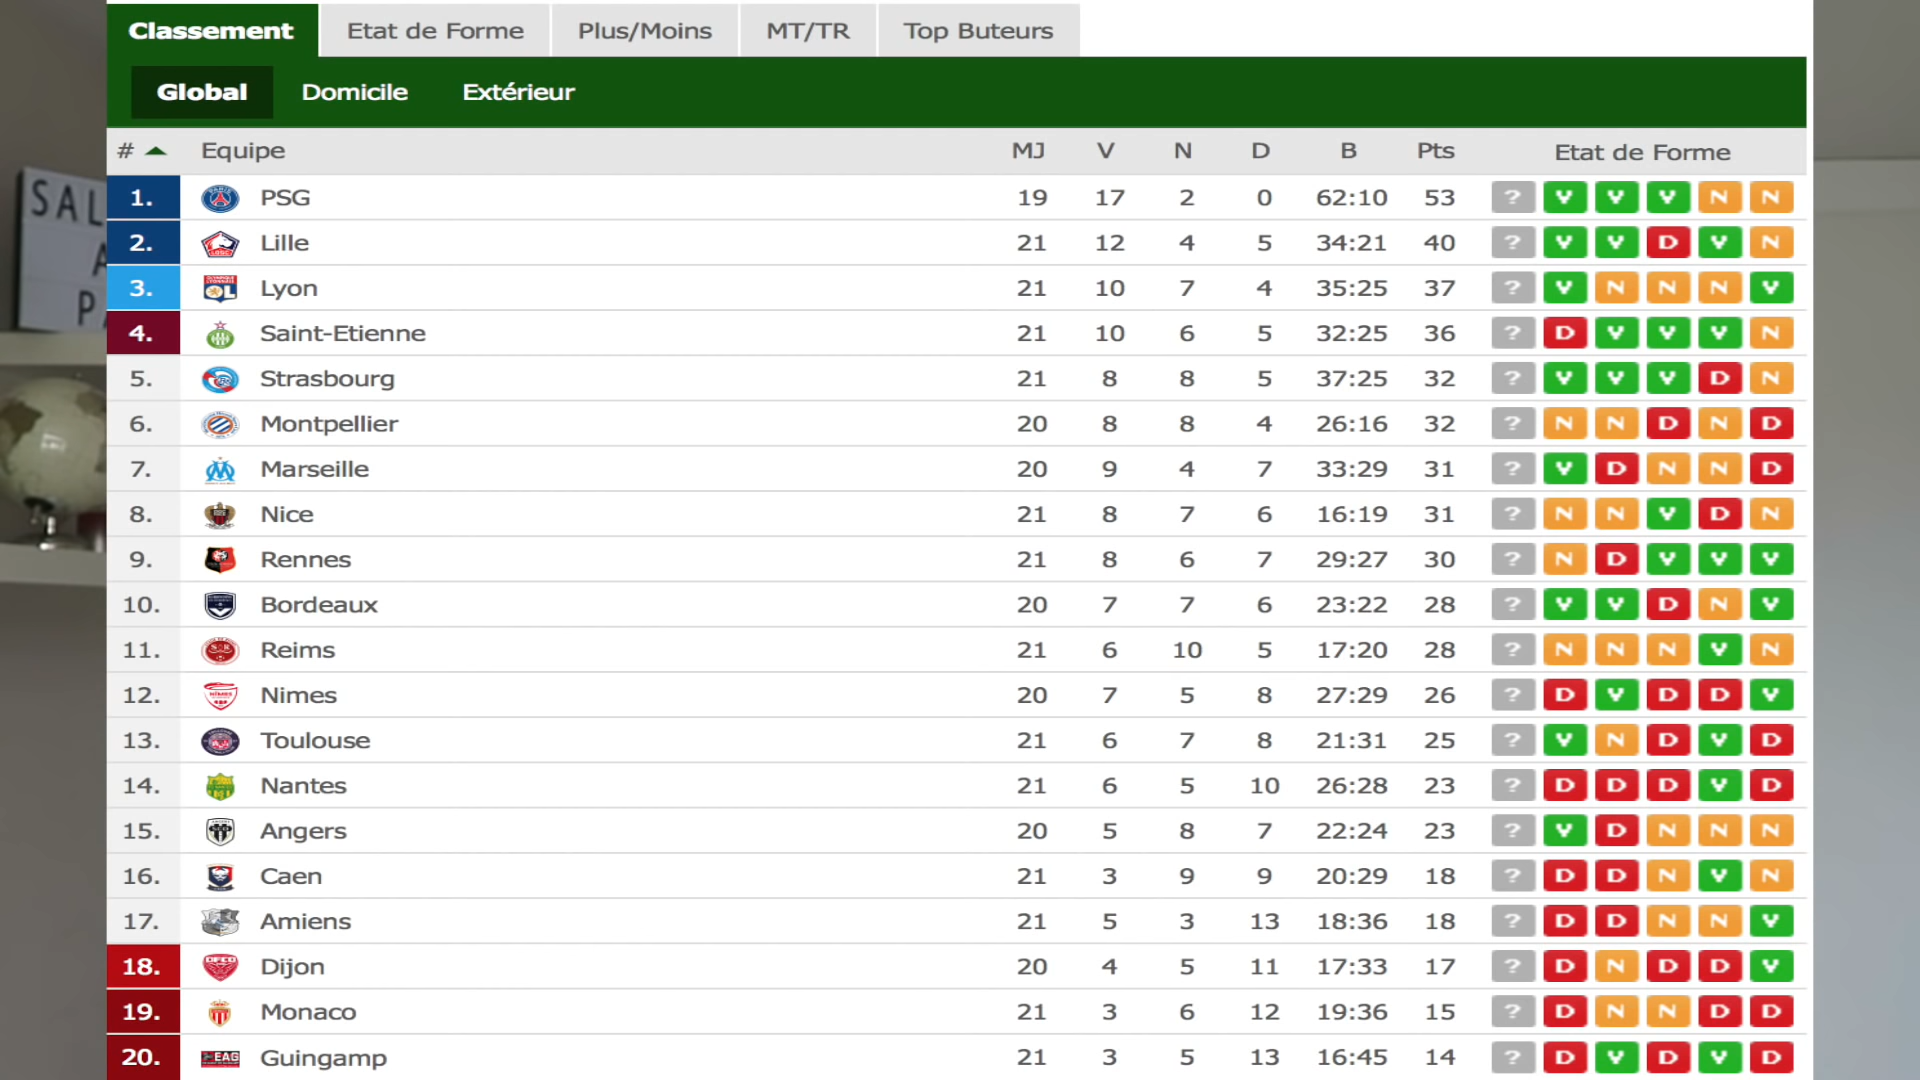 Classement Etat de Forme Plus/Moins MT/TR Top Buteurs
Global Domicile Extérieur
# Equipe MJ V N D B Pts Etat de Forme
1. PSG 19 17 2 0 62:10 53 ? V V V N N
2. Lille 21 12 4 5 34:21 40 ? V V D V N
3. Lyon 21 10 7 4 35:25 37 ? V N N N V
4. Saint-Etienne 21 10 6 5 32:25 36 ? D V V V N
5. Strasbourg 21 8 8 5 37:25 32 ? V V V D N
6. Montpellier 20 8 8 4 26:16 32 ? N N D N D
7. Marseille 20 9 4 7 33:29 31 ? V D N N D
8. Nice 21 8 7 6 16:19 31 ? N N V D N
9. Rennes 21 8 6 7 29:27 30 ? N D V V V
10. Bordeaux 20 7 7 6 23:22 28 ? V V D N V
11. Reims 21 6 10 5 17:20 28 ? N N N V N
12. Nimes 20 7 5 8 27:29 26 ? D V D D V
13. Toulouse 21 6 7 8 21:31 25 ? V N D V D
14. Nantes 21 6 5 10 26:28 23 ? D D D V D
15. Angers 20 5 8 7 22:24 23 ? V D N N N
16. Caen 21 3 9 9 20:29 18 ? D D N V N
17. Amiens 21 5 3 13 18:36 18 ? D D N N V
18. Dijon 20 4 5 11 17:33 17 ? D N D D V
19. Monaco 21 3 6 12 19:36 15 ? D N N D D
20. EAG Guingamp 21 3 5 13 16:45 14 ? D V D V D
SAL
A
P